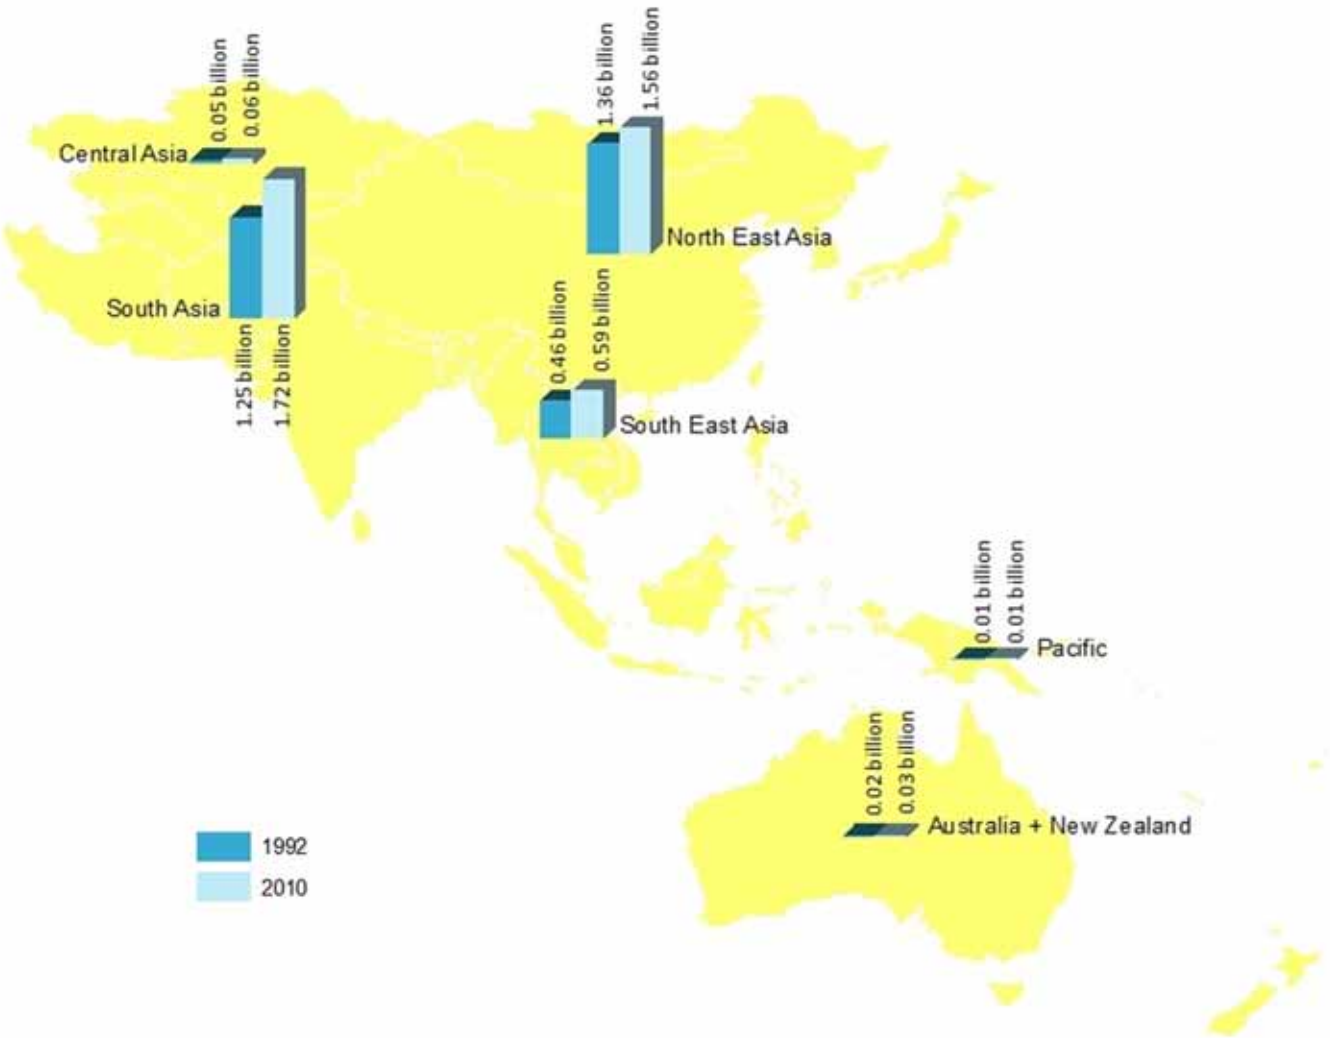 0.05 billion
0.06 billion
Central Asia
1.36 billion
1.56 billion
North East Asia
South Asia
1.25 billion
1.72 billion
0.46 billion
0.59 billion
South East Asia
0.01 billion
0.01 billion
Pacific
0.02 billion
0.03 billion
Australia + New Zealand
1992
2010